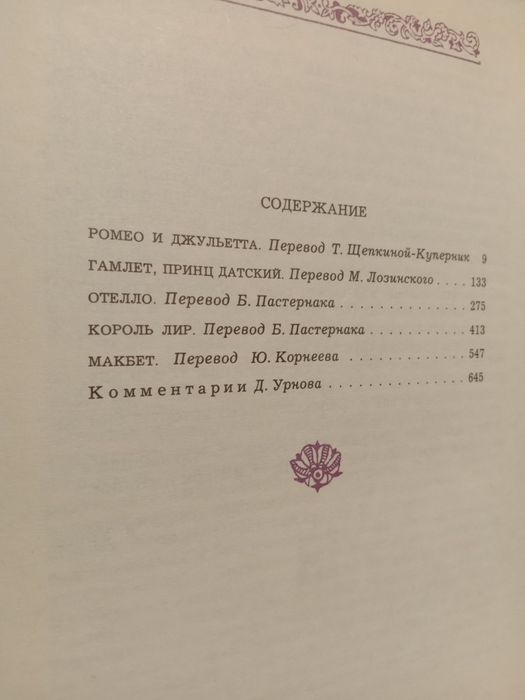 СОДЕРЖАНИЕ
РОМЕО И ДЖУЛЬЕТТА. Перевод Т. Щепкиной-Куперник 9
ГАМЛЕТ, ПРИНЦ ДАТСКИЙ. Перевод М. Лозинского . . . . 133
ОТЕЛЛО. Перевод Б. Пастернака . . . . . . . . . . . . . 275
КОРОЛЬ ЛИР. Перевод Б. Пастернака . . . . . . . . . . 413
МАКБЕТ. Перевод Ю. Корнеева . . . . . . . . . . . . 547
Комментарии Д. Урнова . . . . . . . . . . . . . 645